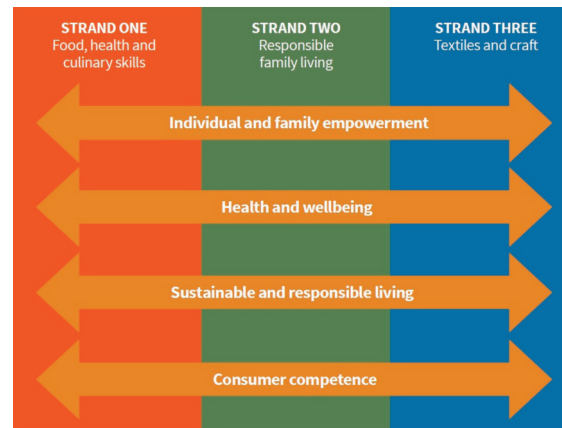 STRAND ONE
Food, health and
culinary skills
STRAND TWO
Responsible
family living
STRAND THREE
Textiles and craft
Individual and family empowerment
Health and wellbeing
Sustainable and responsible living
Consumer competence